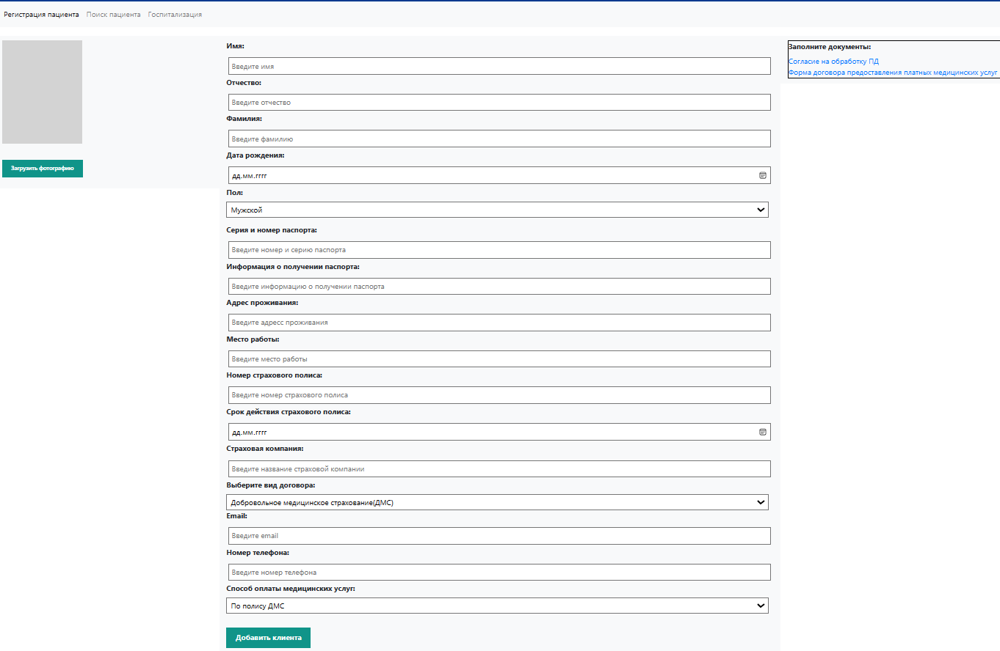 Регистрация пациента Поиск пациента Госпитализация
Загрузить фотографию
Имя:
Введите имя
Отчество:
Введите отчество
Фамилия:
Введите фамилию
Дата рождения:
дд.мм.гггг
Пол:
Мужской
Серия и номер паспорта:
Введите номер и серию паспорта
Информация о получении паспорта:
Введите информацию о получении паспорта
Адрес проживания:
Введите адресс проживания
Место работы:
Введите место работы
Номер страхового полиса:
Введите номер страхового полиса
Срок действия страхового полиса:
дд.мм.гггг
Страховая компания:
Введите название страховой компании
Выберите вид договора:
Добровольное медицинское страхование(ДМС)
Email:
Введите email
Номер телефона:
Введите номер телефона
Способ оплаты медицинских услуг:
По полису ДМС
Добавить клиента
Заполните документы:
Согласие на обработку ПД
Форма договора предоставления платных медицинских услуг